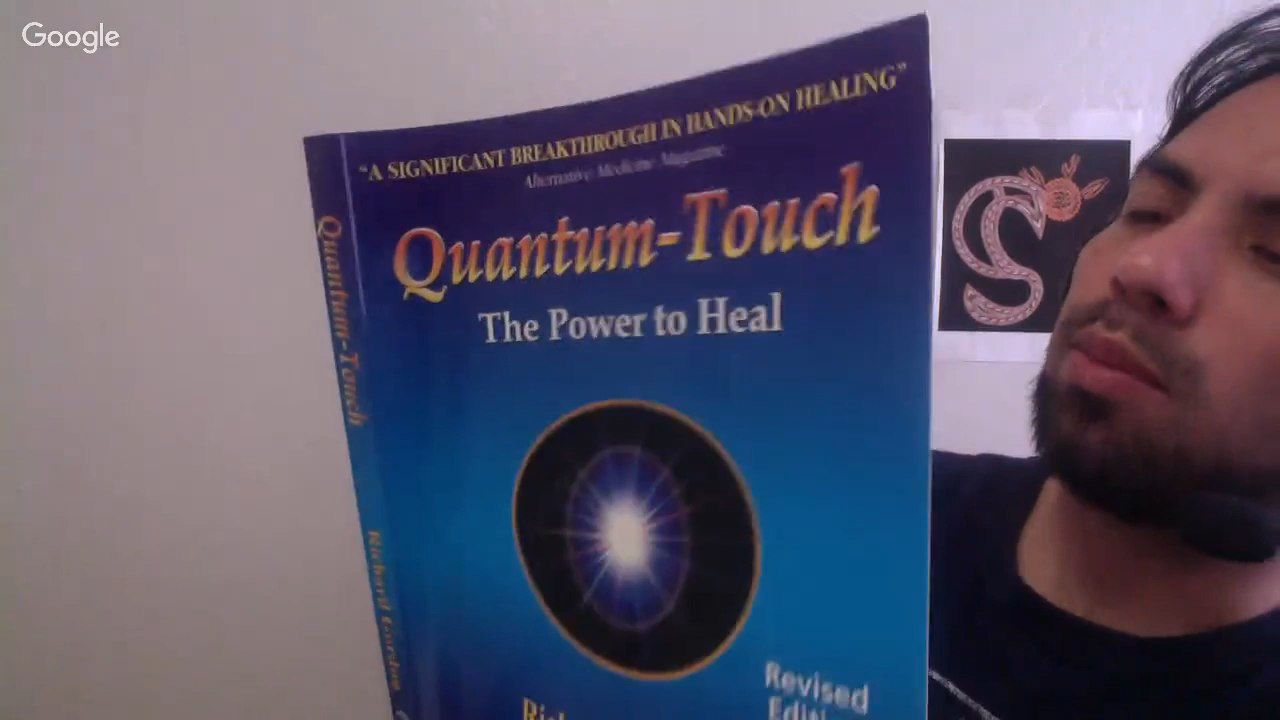 Google
"A SIGNIFICANT BREAKTHROUGH IN HANDS-ON HEALING"
Alternative Medicine Magazine
Quantum-Touch
The Power to Heal
Quantum-Touch
Richard Gordon
Revised